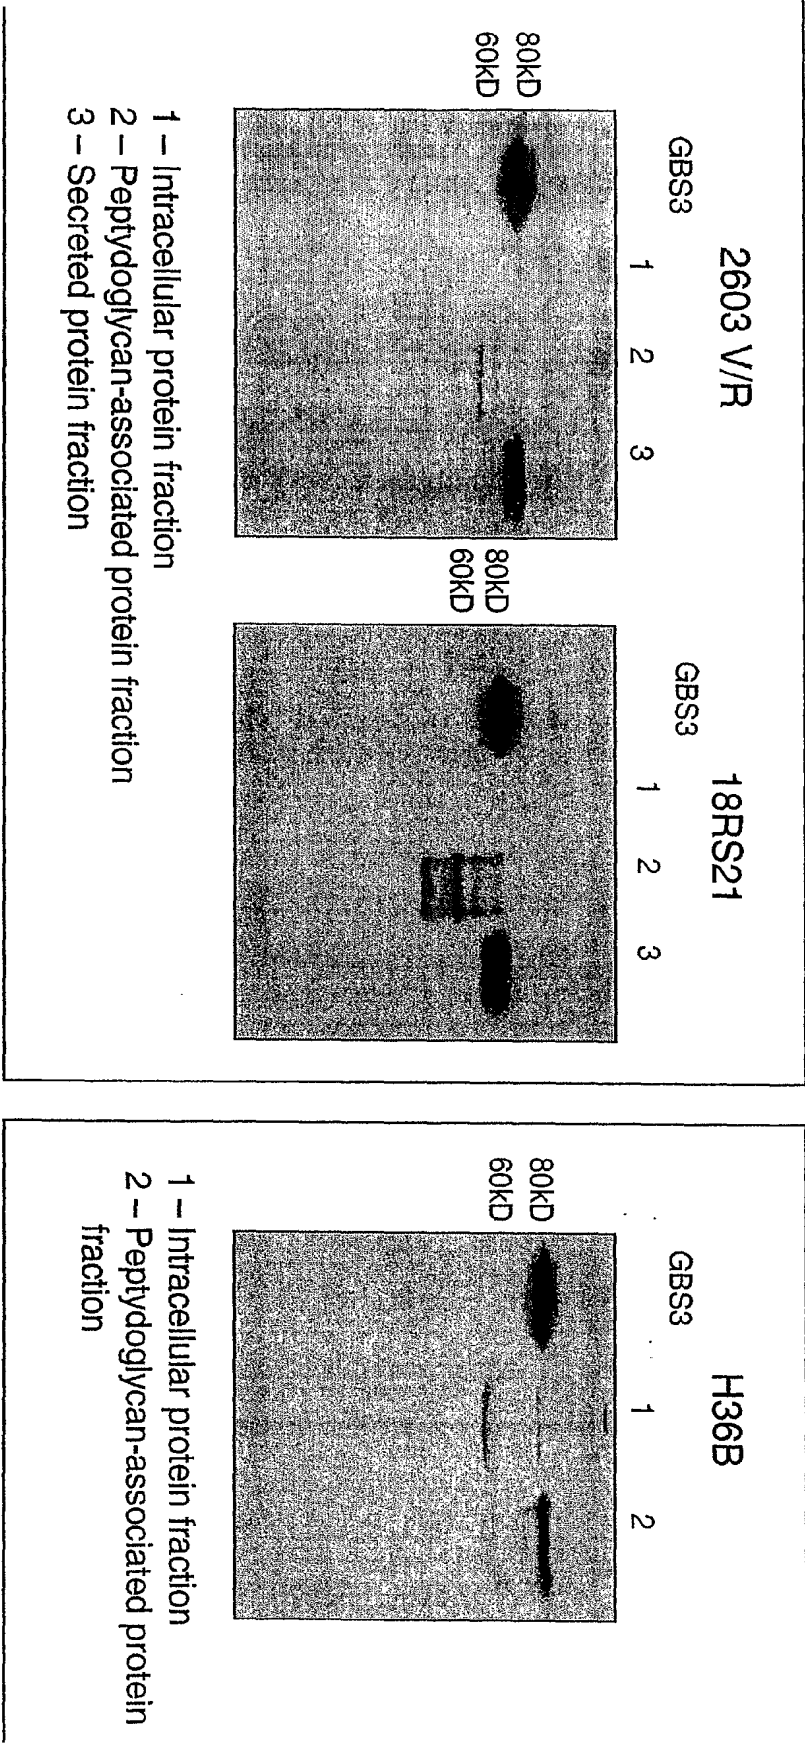 2603 V/R
GBS3 1 2 3
80kD
60kD
1 -- Intracellular protein fraction
2 -- Peptydoglycan-associated protein fraction
3 -- Secreted protein fraction
18RS21
GBS3 1 2 3
80kD
60kD
H36B
GBS3 1 2
80kD
60kD
1 -- Intracellular protein fraction
2 -- Peptydoglycan-associated protein
fraction